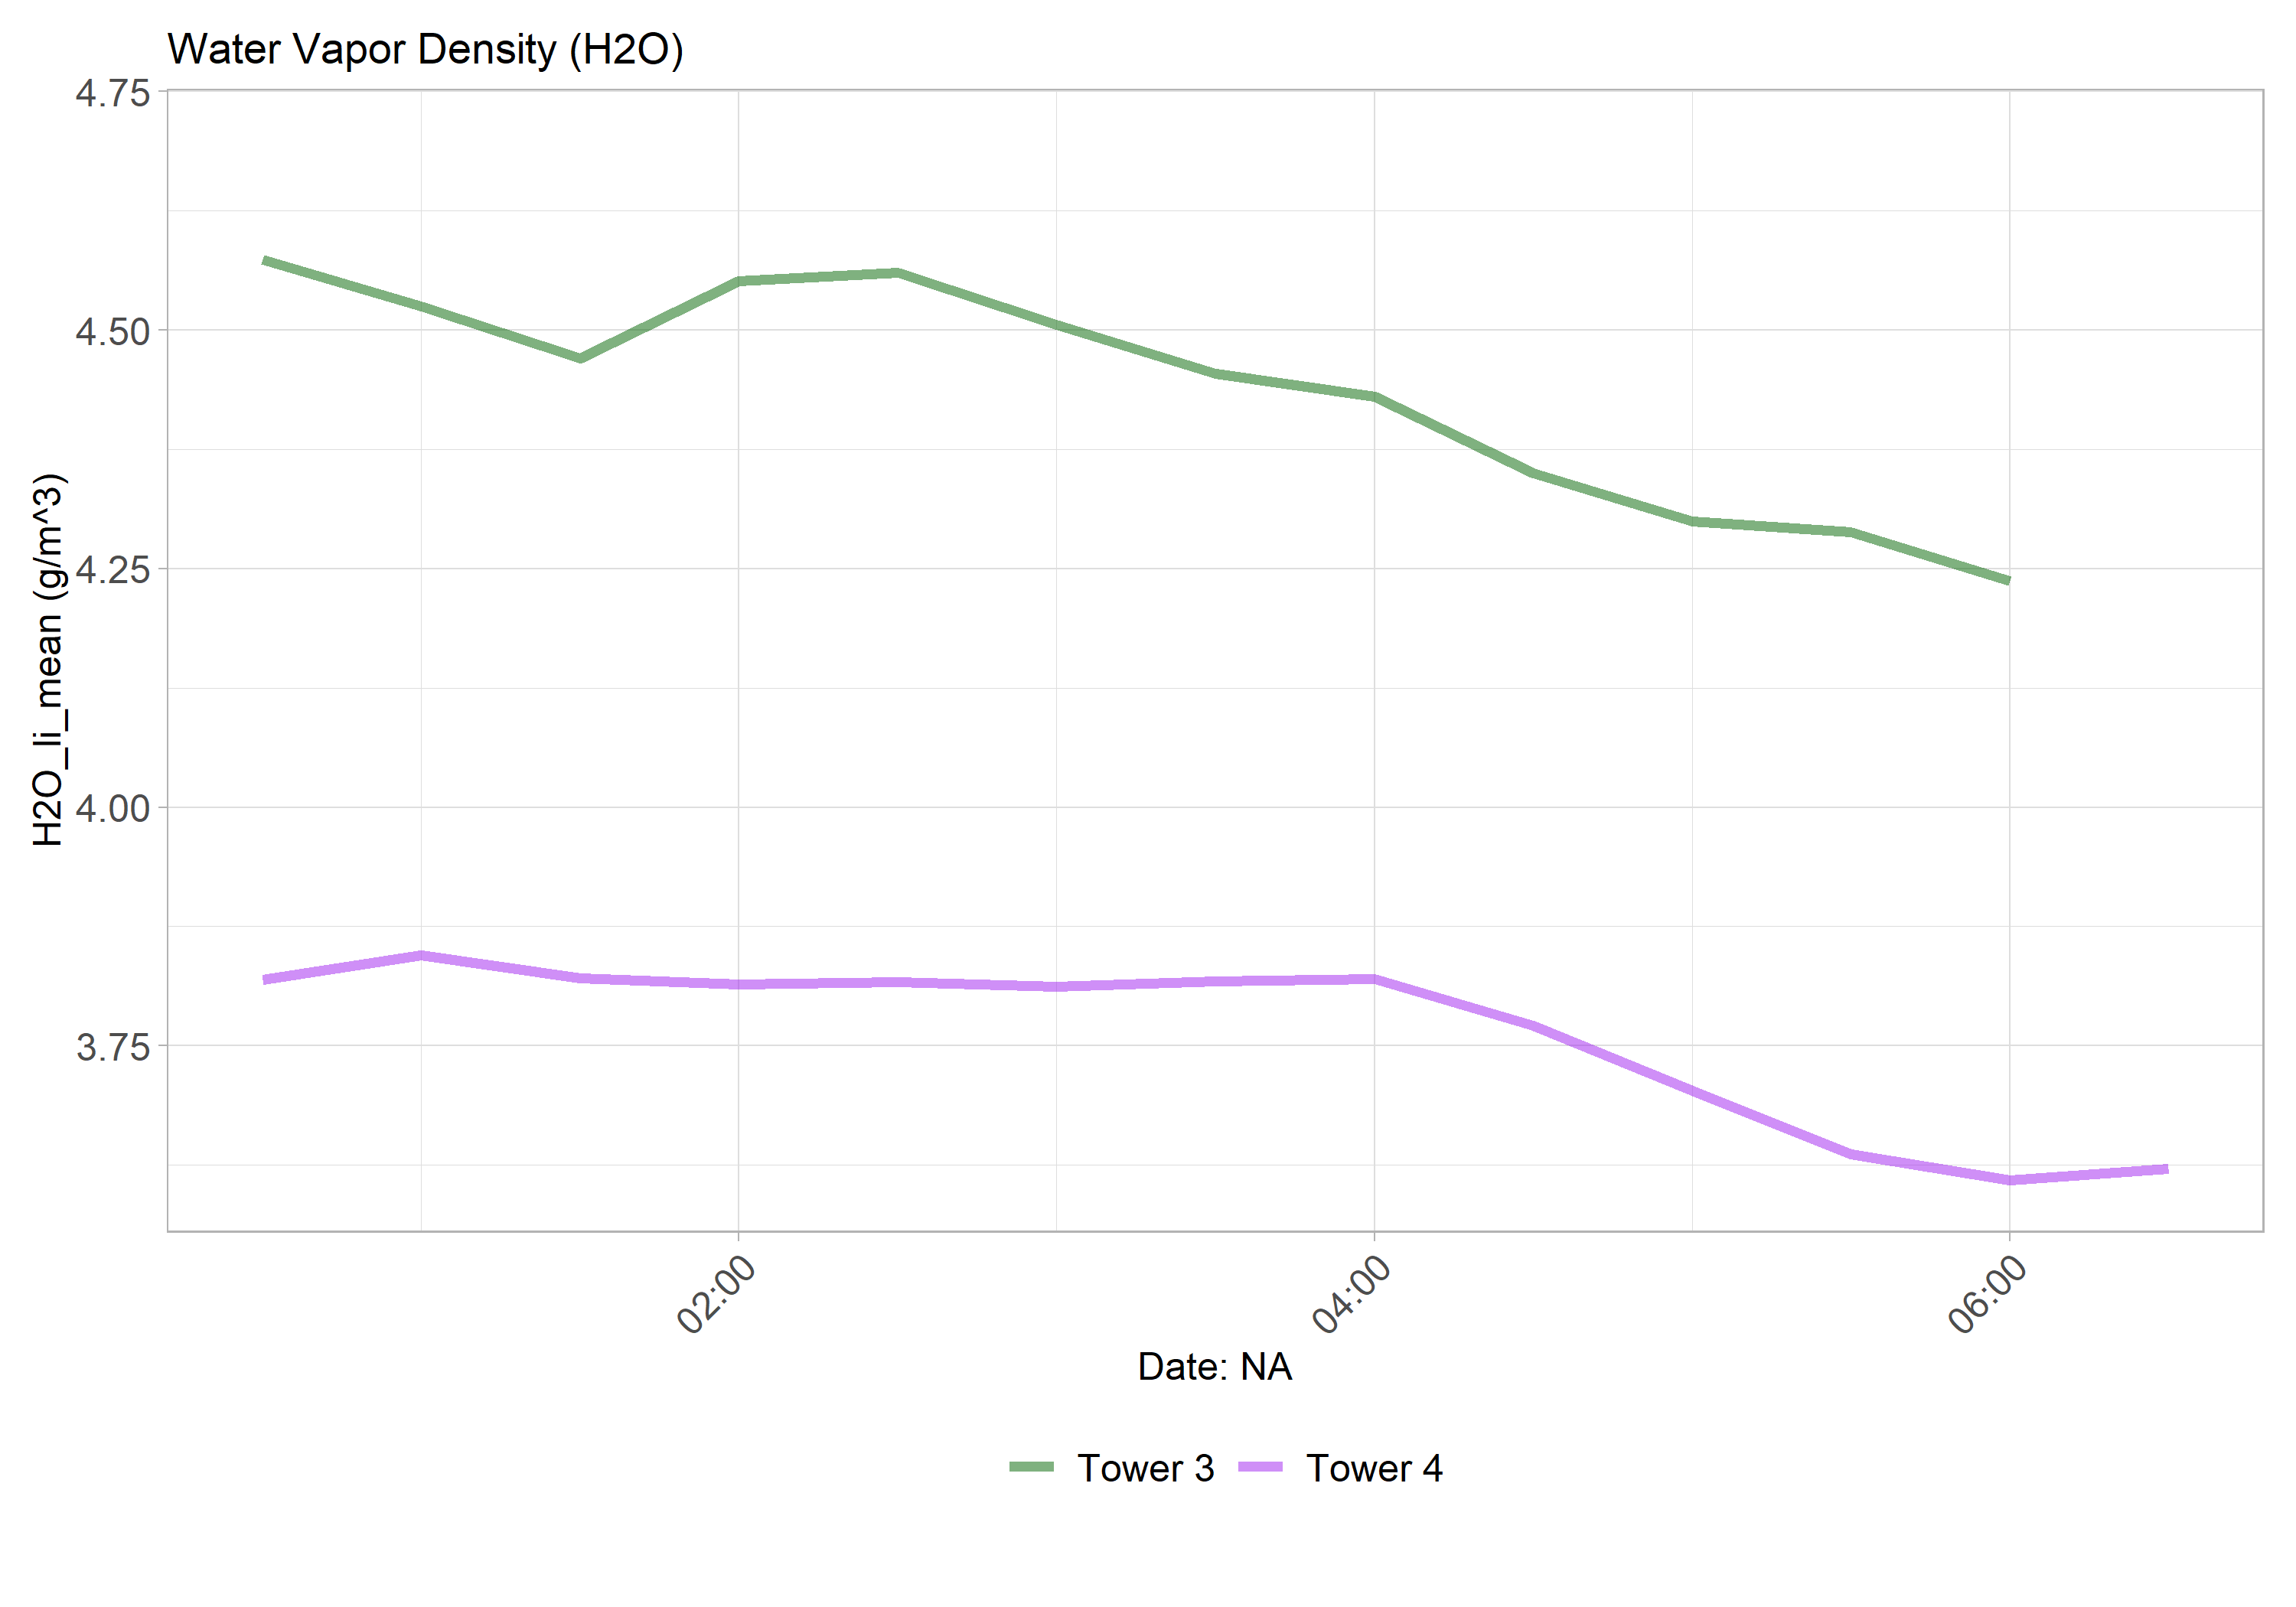 Water Vapor Density (H2O)
4.75
4.50
4.25
4.00
3.75
H2O_li_mean (g/m^3)
02:00
04:00
06:00
Date: NA
Tower 3
Tower 4